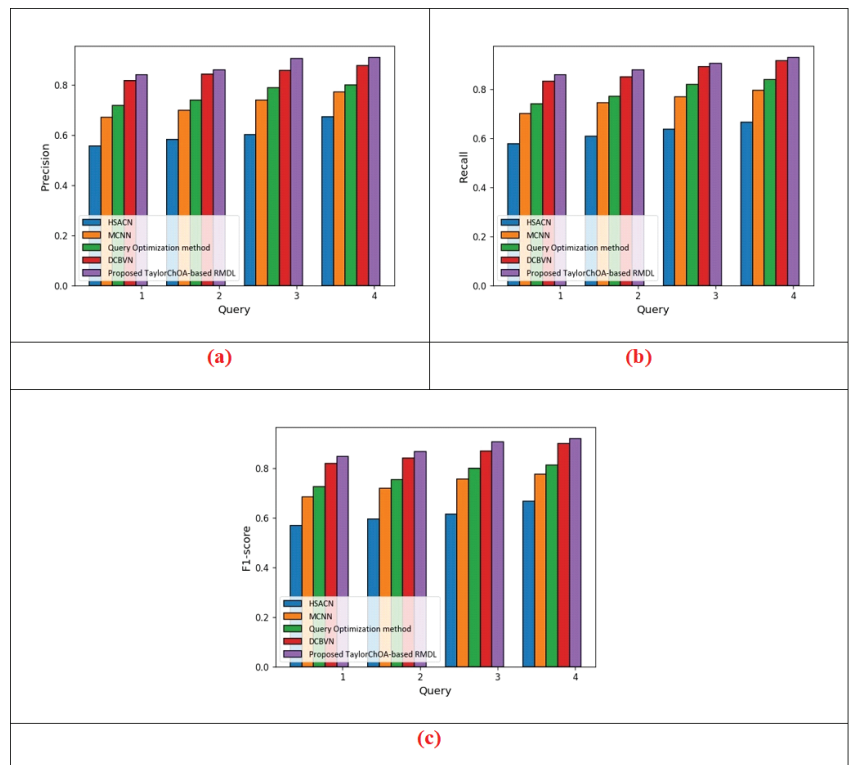 0.8
0.6
0.4
0.2
0.0
Precision
HSACN
MCNN
Query Optimization method
DCBVN
Proposed TaylorChOA-based RMDL
1 2 3 4
Query
(a)
0.8
0.6
0.4
0.2
0.0
Recall
HSACN
MCNN
Query Optimization method
DCBVN
Proposed TaylorChOA-based RMDL
1 2 3 4
Query
(b)
0.8
0.6
0.4
0.2
0.0
F1-score
HSACN
MCNN
Query Optimization method
DCBVN
Proposed TaylorChOA-based RMDL
1 2 3 4
Query
(c)